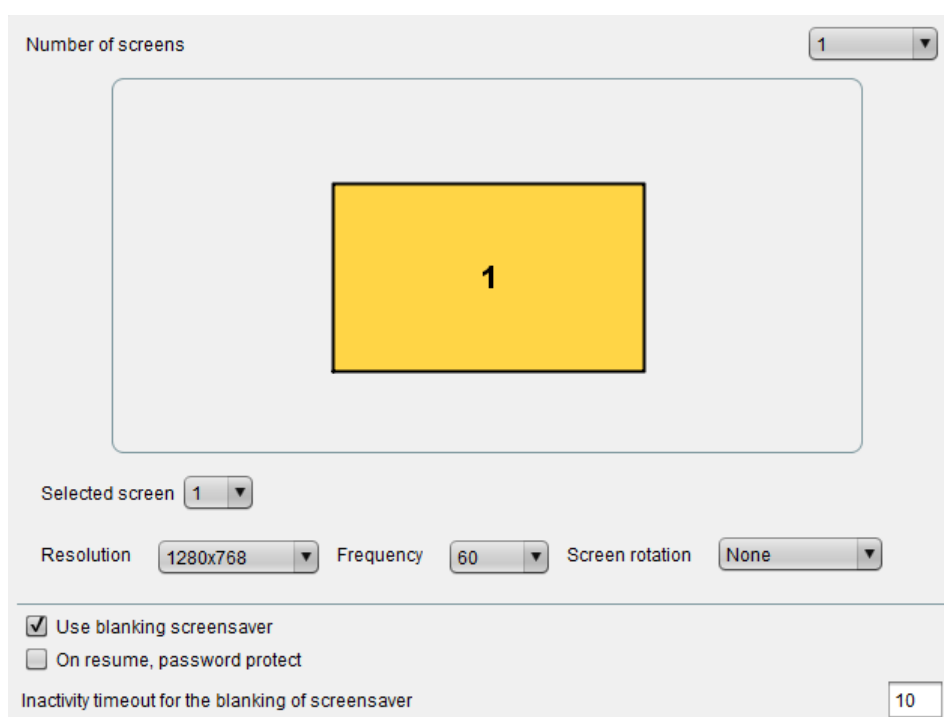 Number of screens 1
1
Selected screen 1
Resolution 1280x768 Frequency 60 Screen rotation None
Use blanking screensaver
On resume, password protect
Inactivity timeout for the blanking of screensaver 10